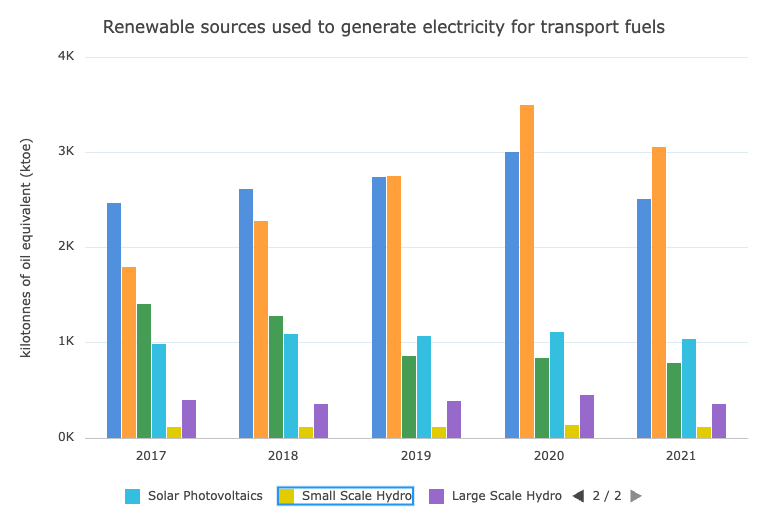 Renewable sources used to generate electricity for transport fuels
4K
3K
2K
1K
0K
kilotonnes of oil equivalent (ktoe)
2017 2018 2019 2020 2021
Solar Photovoltaics Small Scale Hydro Large Scale Hydro 2 / 2